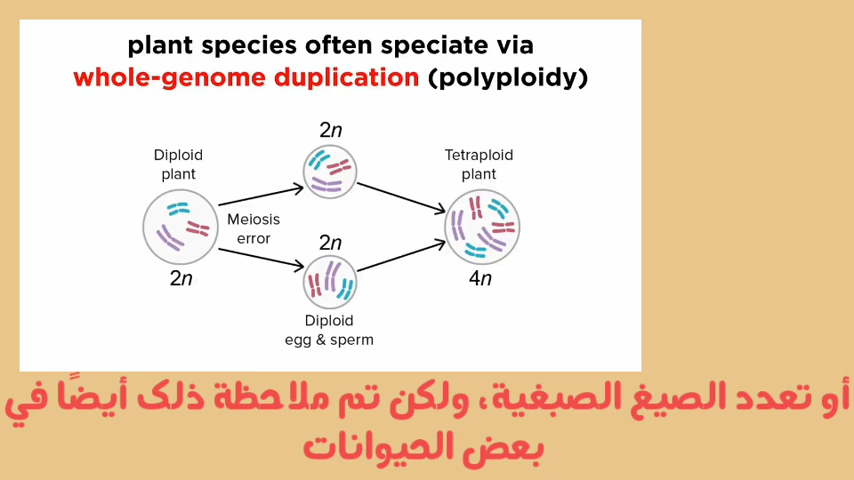 plant species often speciate via
whole-genome duplication (polyploidy)
2n
Diploid
plant
Tetraploid
plant
Meiosis
error
2n
2n
4n
Diploid
egg & sperm
أو تعدد الصيغ الصبغية، ولكن تم ملاحظة ذلك أيضًا في
بعض الحيوانات